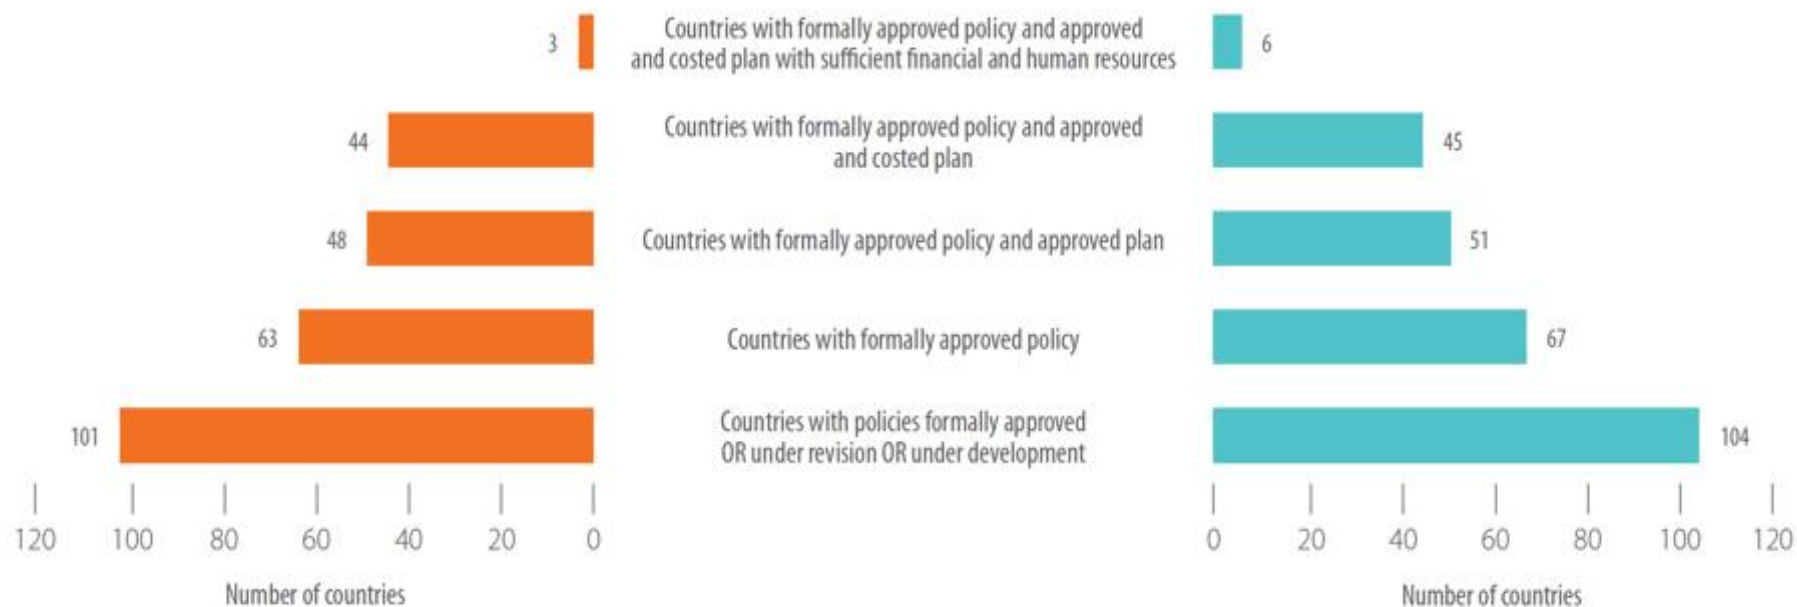 3
Countries with formally approved policy and approved
and costed plan with sufficient financial and human resources
6
44
Countries with formally approved policy and approved
and costed plan
45
48
Countries with formally approved policy and approved plan
51
63
Countries with formally approved policy
67
101
Countries with policies formally approved
OR under revision OR under development
104
120 100 80 60 40 20 0
0 20 40 60 80 100 120
Number of countries
Number of countries